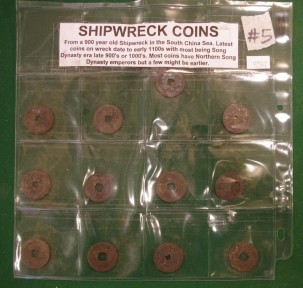 SHIPWRECK COINS
From a 900 year old Shipwreck in the South China Sea. Latest
coins on wreck date to early 1100s with most being Song
Dynasty era late 900's or 1000's. Most coins have Northern Song
Dynasty emperors but a few might be earlier.
#5